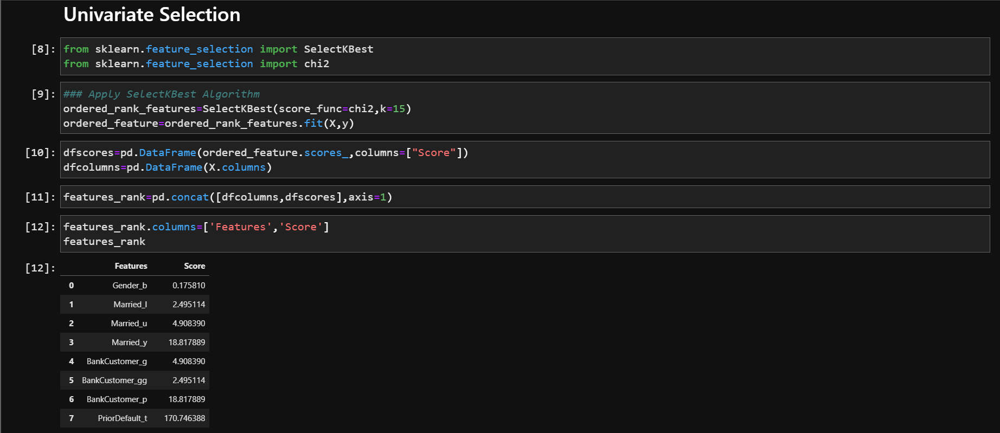 Univariate Selection
[8]: from sklearn.feature_selection import SelectKBest
from sklearn.feature_selection import chi2
[9]: ### Apply SelectKBest Algorithm
ordered_rank_features=SelectKBest(score_func=chi2,k=15)
ordered_feature=ordered_rank_features.fit(X,y)
[10]: dfscores=pd.DataFrame(ordered_feature.scores_,columns=["Score"])
dfcolumns=pd.DataFrame(X.columns)
[11]: features_rank=pd.concat([dfcolumns,dfscores],axis=1)
[12]: features_rank.columns=['Features','Score']
features_rank
[12]: Features Score
0 Gender_b 0.175810
1 Married_l 2.495114
2 Married_u 4.908390
3 Married_y 18.817889
4 BankCustomer_g 4.908390
5 BankCustomer_gg 2.495114
6 BankCustomer_p 18.817889
7 PriorDefault_t 170.746388